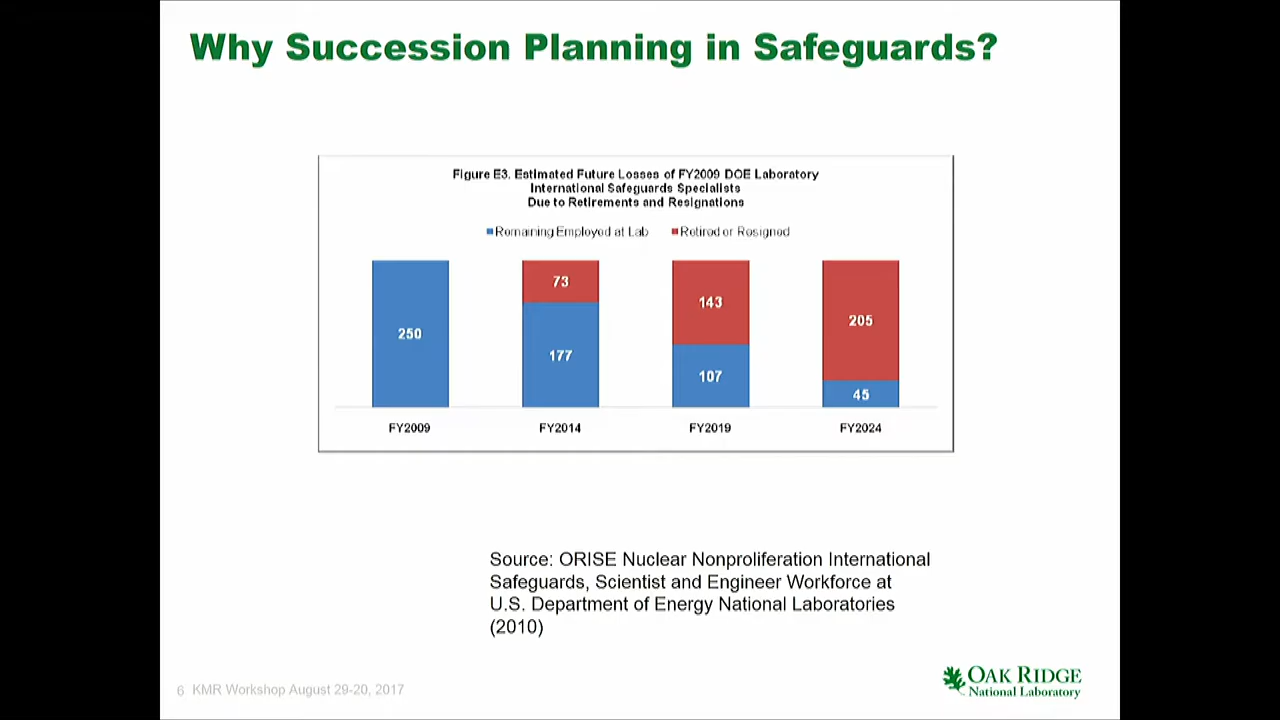 Why Succession Planning in Safeguards?
Figure E3. Estimated Future Losses of FY2009 DOE Laboratory
International Safeguards Specialists
Due to Retirements and Resignations
Remaining Employed at Lab Retired or Resigned
250
73
177
143
107
205
45
FY2009 FY2014 FY2019 FY2024
Source: ORISE Nuclear Nonproliferation International
Safeguards, Scientist and Engineer Workforce at
U.S. Department of Energy National Laboratories
(2010)
6 KMR Workshop August 29-20, 2017
OAK RIDGE
National Laboratory